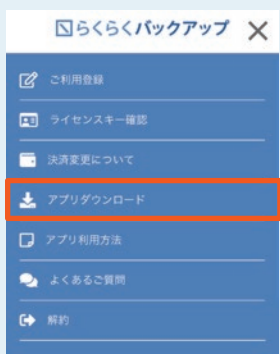 らくらくバックアップ
ご利用登録
ライセンスキー確認
決済変更について
アプリダウンロード
アプリ利用方法
よくあるご質問
解約